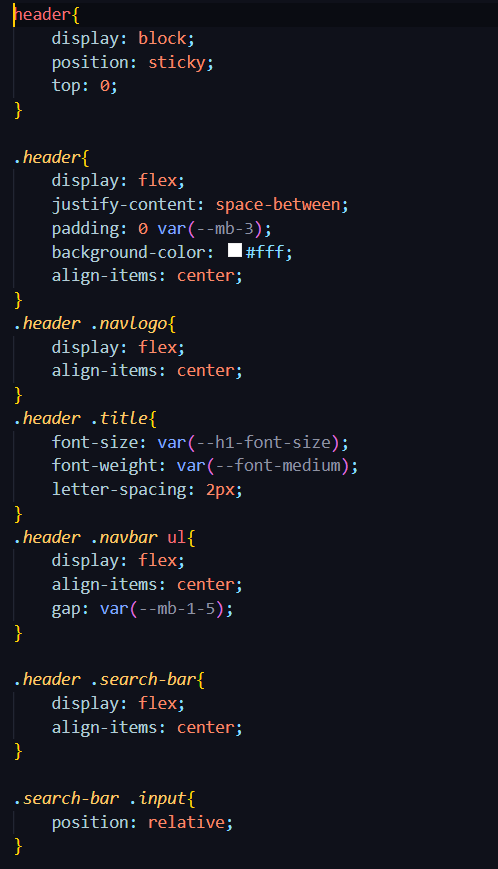 header{
    display: block;
    position: sticky;
    top: 0;
}

.header{
    display: flex;
    justify-content: space-between;
    padding: 0 var(--mb-3);
    background-color: #fff;
    align-items: center;
}
.header .navlogo{
    display: flex;
    align-items: center;
}
.header .title{
    font-size: var(--h1-font-size);
    font-weight: var(--font-medium);
    letter-spacing: 2px;
}
.header .navbar ul{
    display: flex;
    align-items: center;
    gap: var(--mb-1-5);
}

.header .search-bar{
    display: flex;
    align-items: center;
}

.search-bar .input{
    position: relative;
}